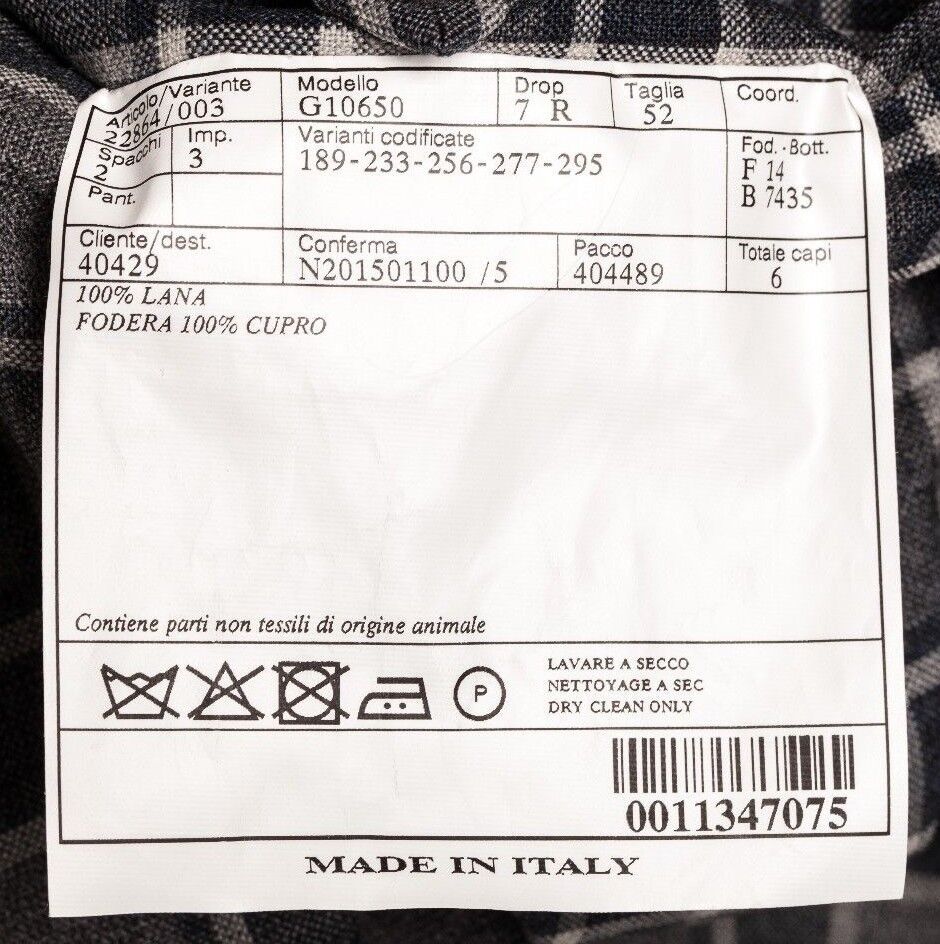 Articolo/Variante
22864/003
Modello
G10650
Drop
7 R
Taglia
52
Coord.
Spacchi
2
Imp.
3
Varianti codificate
189-233-256-277-295
Fod.-Bott.
F 14
B 7435
Pant.
Cliente/dest.
40429
Conferma
N201501100 /5
Pacco
404489
Totale capi
6
100% LANA
FODERA 100% CUPRO
Contiene parti non tessili di origine animale
P
LAVARE A SECCO
NETTOYAGE A SEC
DRY CLEAN ONLY
0011347075
MADE IN ITALY